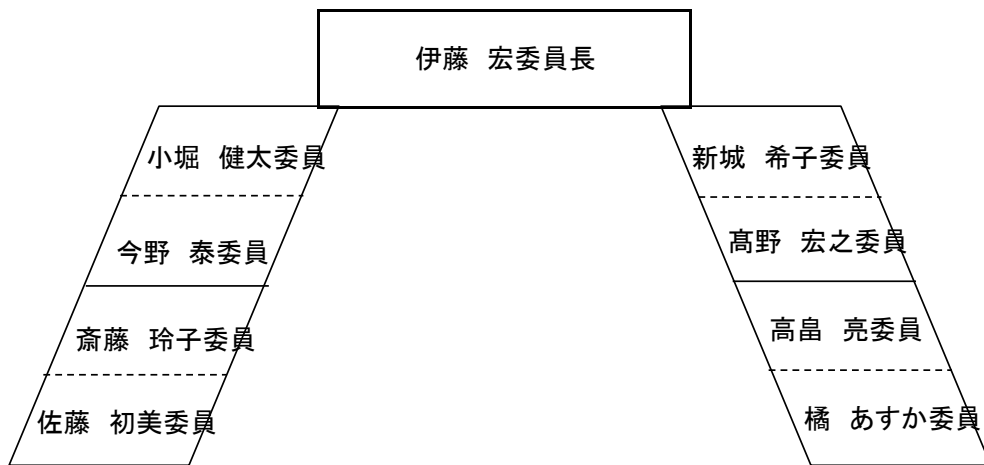 伊藤 宏委員長
小堀 健太委員
新城 希子委員
今野 泰委員
髙野 宏之委員
斎藤 玲子委員
高畠 亮委員
佐藤 初美委員
橘 あすか委員